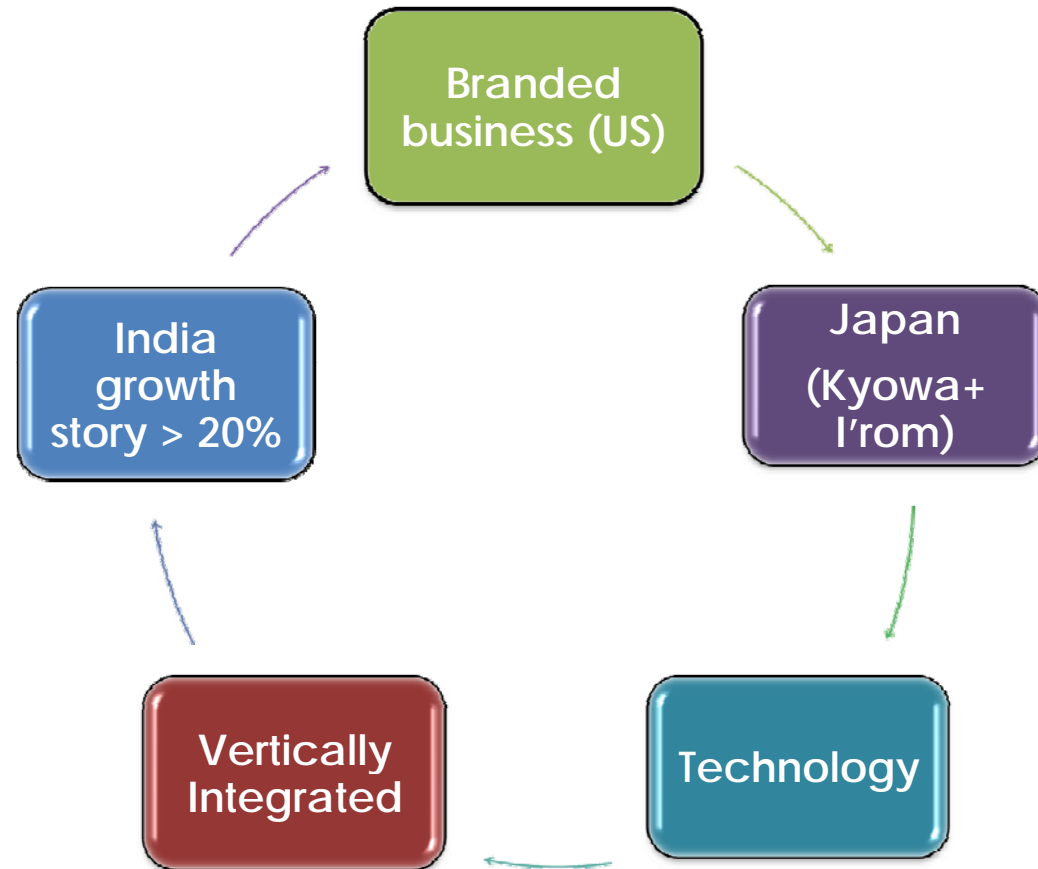 Branded
business (US)
Japan
(Kyowa+
I’rom)
Technology
Vertically
Integrated
India
growth
story > 20%